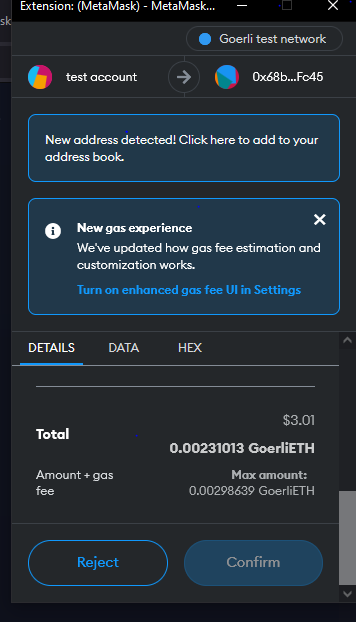 Extension: (MetaMask) - MetaMask...
sk
Goerli test network
test account
0x68b...Fc45
New address detected! Click here to add to your
address book.
New gas experience
We've updated how gas fee estimation and
customization works.
Turn on enhanced gas fee UI in Settings
DETAILS
DATA
HEX
$3.01
Total
0.00231013 GoerliETH
Amount + gas
fee
Max amount:
0.00298639 GoerliETH
Reject
Confirm